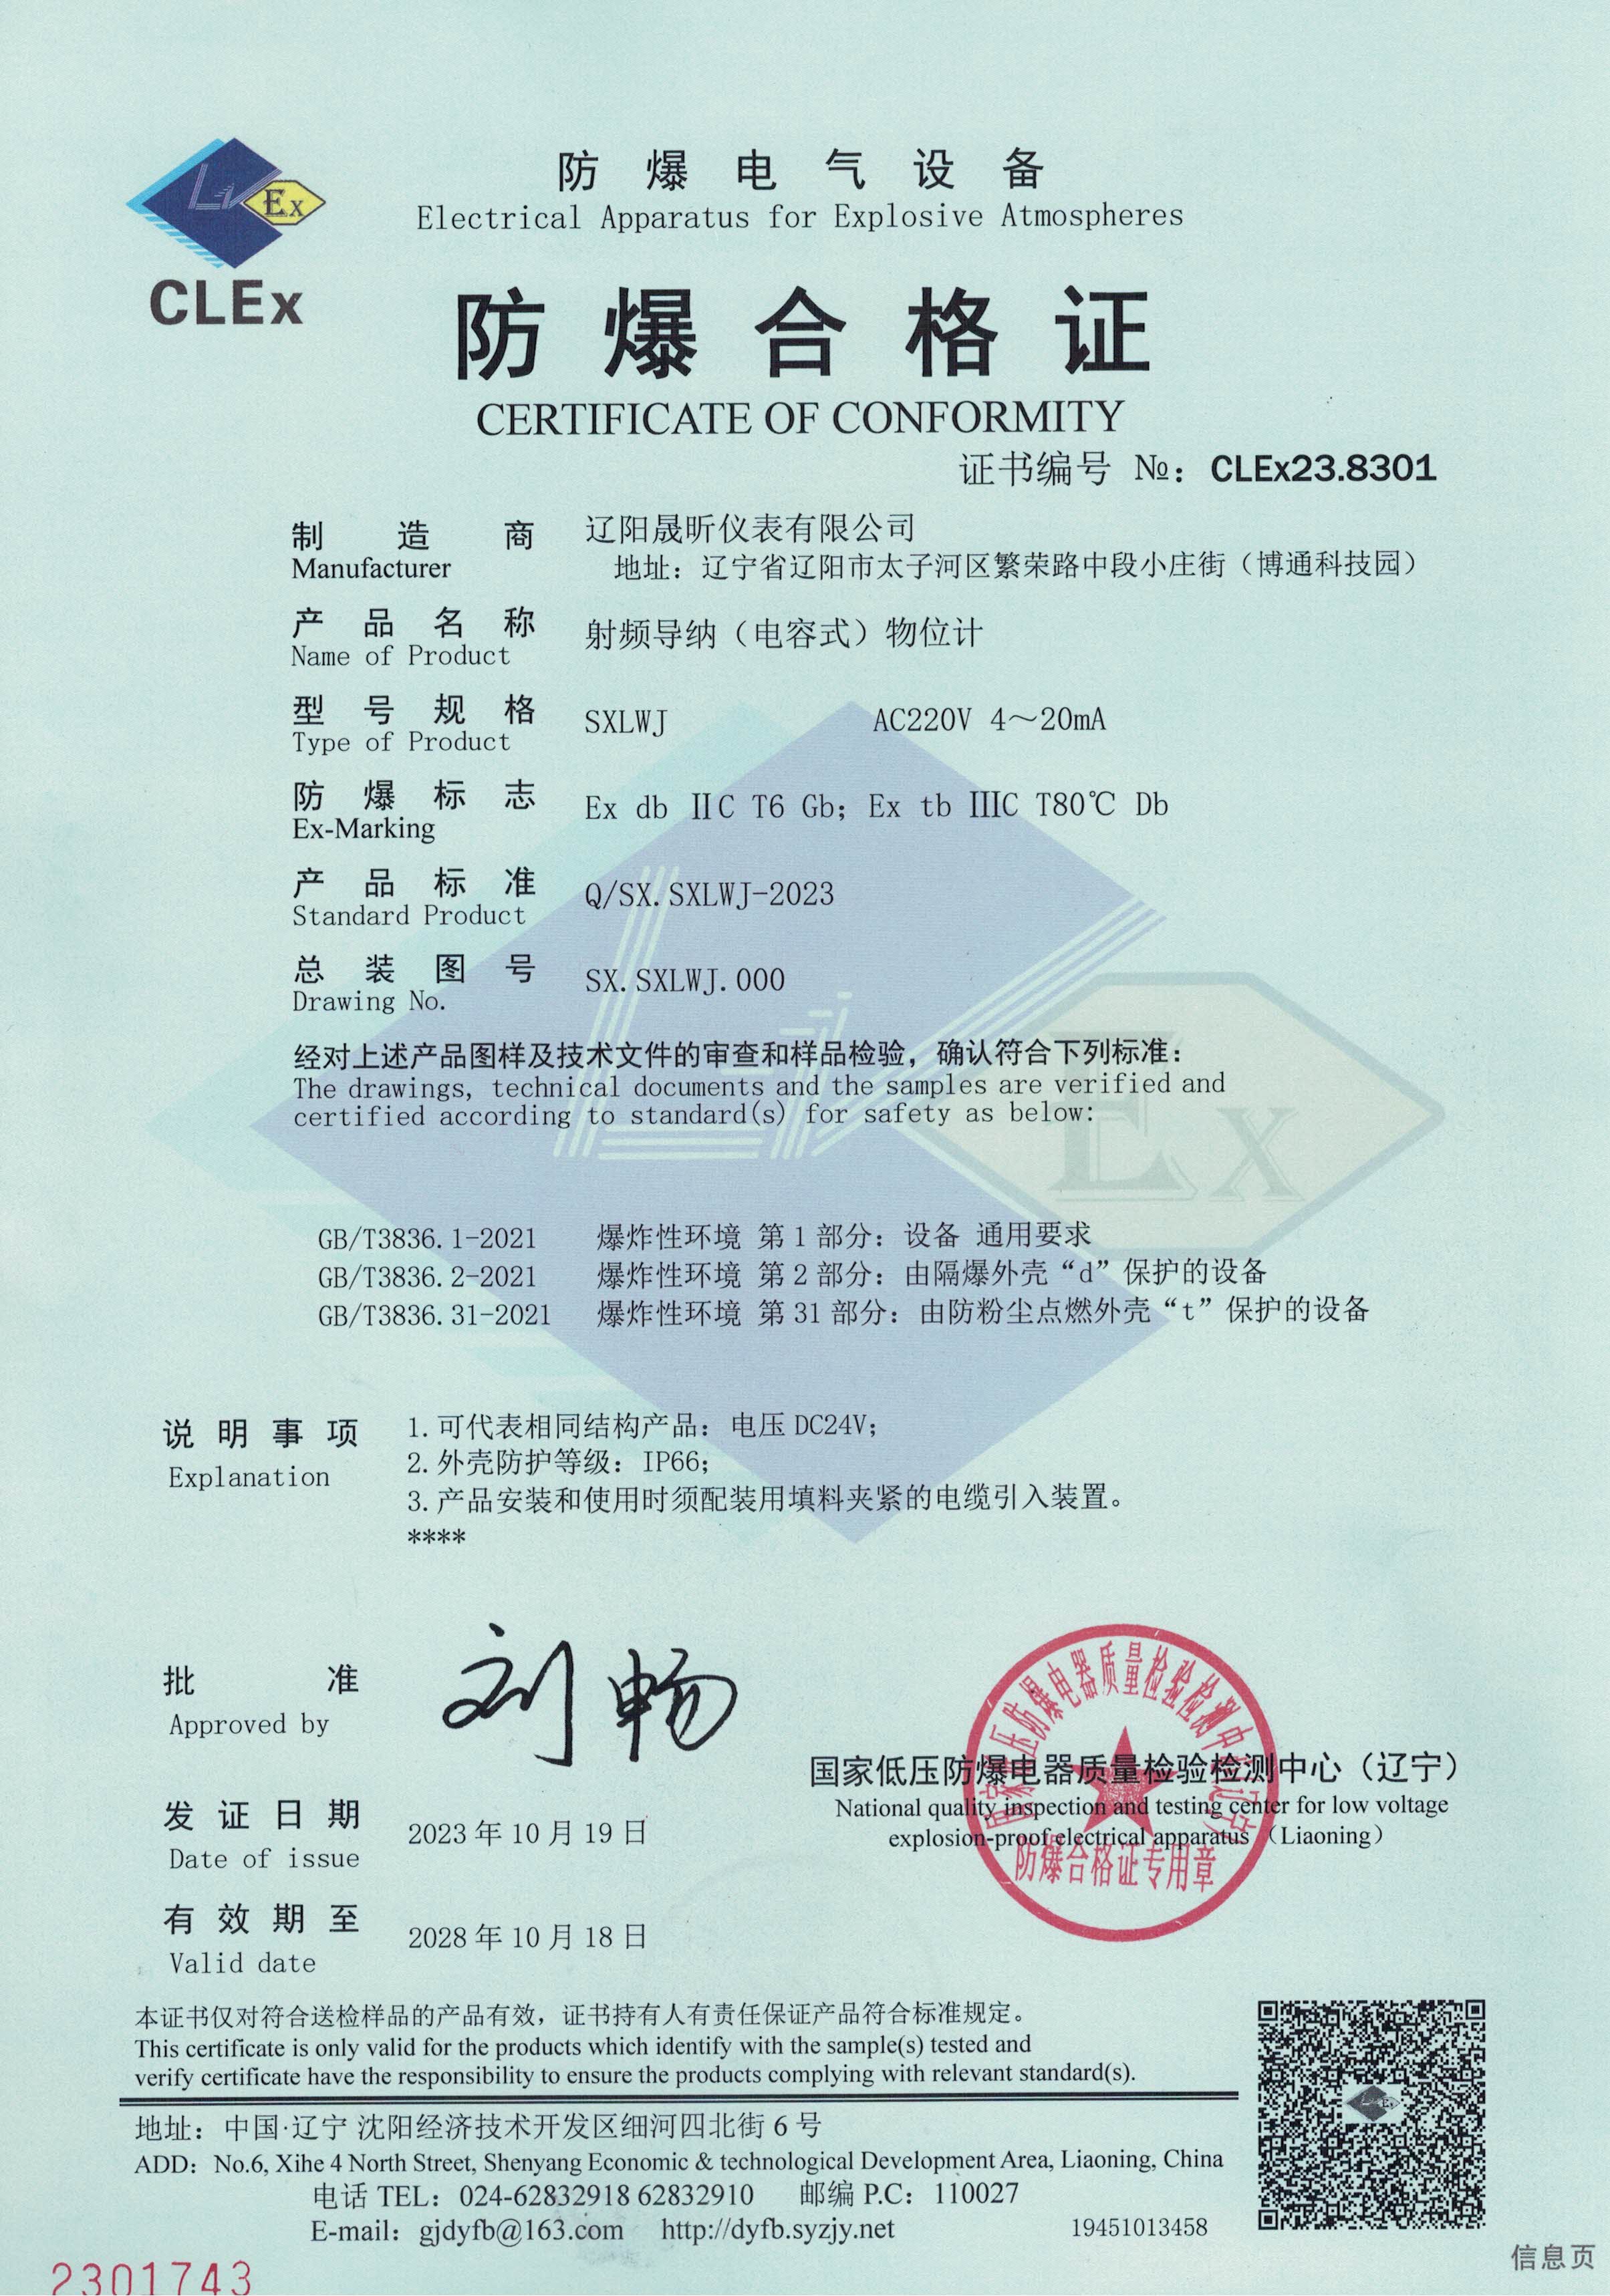 防爆电气设备
Electrical Apparatus for Explosive Atmospheres
Ex
CLEx
防爆合格证
CERTIFICATE OF CONFORMITY
证书编号 №：CLEx23.8301
制造商 辽阳晟昕仪表有限公司
Manufacturer 地址：辽宁省辽阳市太子河区繁荣路中段小庄街（博通科技园）
产品名称 射频导纳（电容式）物位计
Name of Product
型号规格 SXLWJ AC220V 4～20mA
Type of Product
防爆标志 Ex db ⅡC T6 Gb; Ex tb ⅢC T80℃ Db
Ex-Marking
产品标准 Q/SX.SXLWJ-2023
Standard Product
总装图号 SX.SXLWJ.000
Drawing No.
经对上述产品图样及技术文件的审查和样品检验，确认符合下列标准：
The drawings, technical documents and the samples are verified and
certified according to standard(s) for safety as below:
GB/T3836.1-2021 爆炸性环境 第1部分：设备 通用要求
GB/T3836.2-2021 爆炸性环境 第2部分：由隔爆外壳“d”保护的设备
GB/T3836.31-2021 爆炸性环境 第31部分：由防粉尘点燃外壳“t”保护的设备
说明事项 1.可代表相同结构产品：电压DC24V;
Explanation 2.外壳防护等级：IP66;
3.产品安装和使用时须配装用填料夹紧的电缆引入装置。
****
批准 刘畅
Approved by
国家低压防爆电器质量检验检测中心（辽宁）
National quality inspection and testing center for low voltage
explosion-proof electrical apparatus （Liaoning）
防爆合格证专用章
发证日期 2023年10月19日
Date of issue
有效期至 2028年10月18日
Valid date
本证书仅对符合送检样品的产品有效，证书持有人有责任保证产品符合标准规定。
This certificate is only valid for the products which identify with the sample(s) tested and
verify certificate have the responsibility to ensure the products complying with relevant standard(s).
地址：中国·辽宁 沈阳经济技术开发区细河四北街6号
ADD：No.6, Xihe 4 North Street, Shenyang Economic & technological Development Area, Liaoning, China
电话 TEL：024-62832918 62832910 邮编 P.C：110027
E-mail：gjdyfb@163.com http://dyfb.syzjy.net 19451013458
信息页
2301743